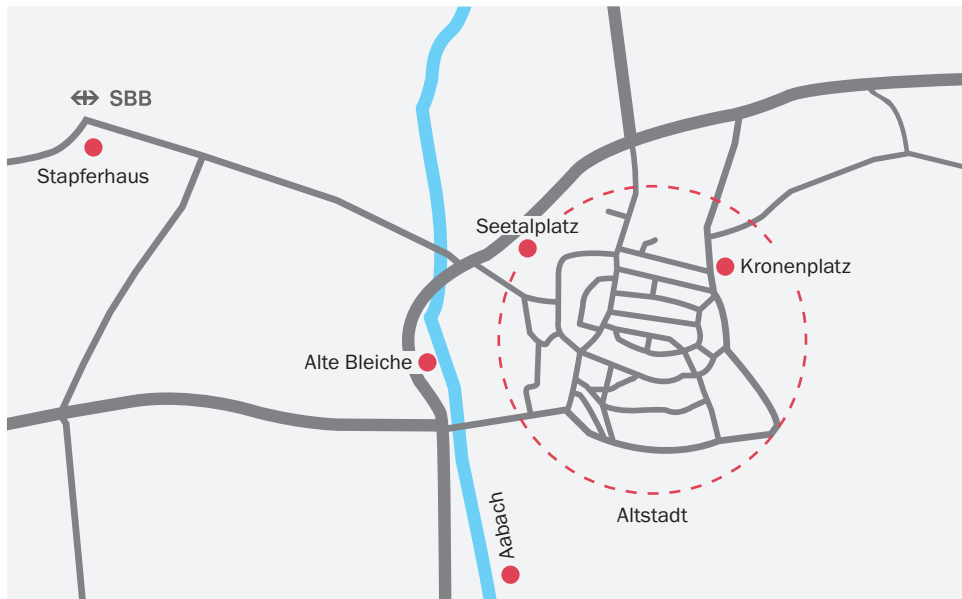 SBB
Stapferhaus
Seetalplatz
Kronenplatz
Alte Bleiche
Aabach
Altstadt